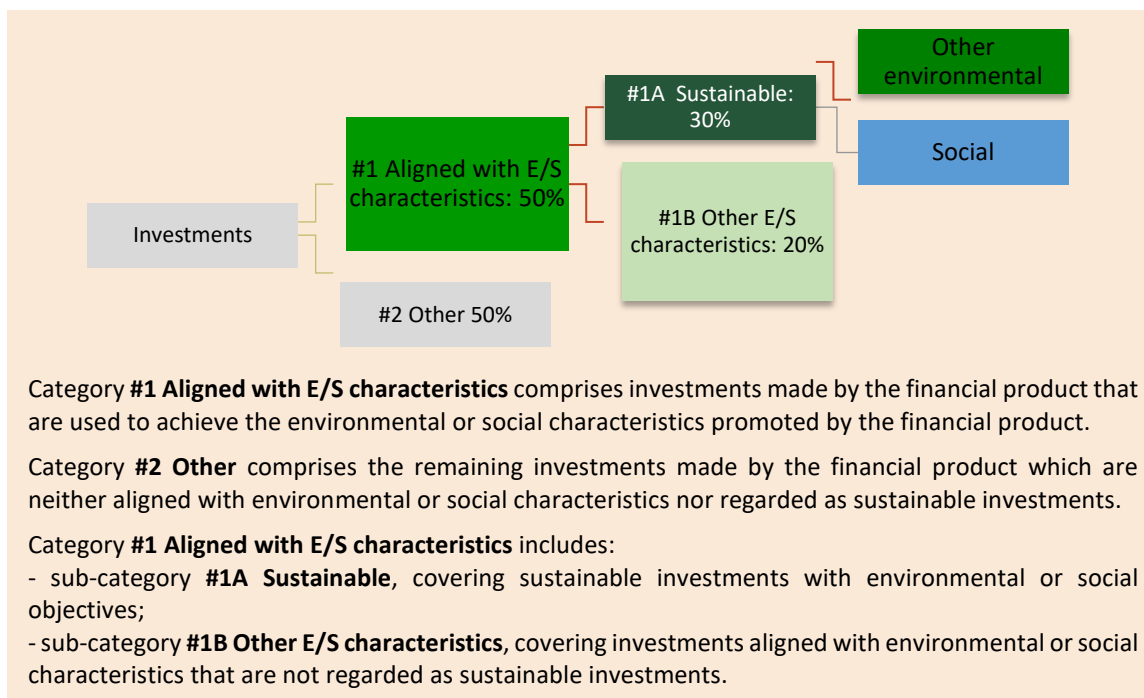 Other
environmental
#1A Sustainable:
30%
Social
#1 Aligned with E/S
characteristics: 50%
#1B Other E/S
characteristics: 20%
Investments
#2 Other 50%
Category #1 Aligned with E/S characteristics comprises investments made by the financial product that
are used to achieve the environmental or social characteristics promoted by the financial product.
Category #2 Other comprises the remaining investments made by the financial product which are
neither aligned with environmental or social characteristics nor regarded as sustainable investments.
Category #1 Aligned with E/S characteristics includes:
- sub-category #1A Sustainable, covering sustainable investments with environmental or social
objectives;
- sub-category #1B Other E/S characteristics, covering investments aligned with environmental or social
characteristics that are not regarded as sustainable investments.